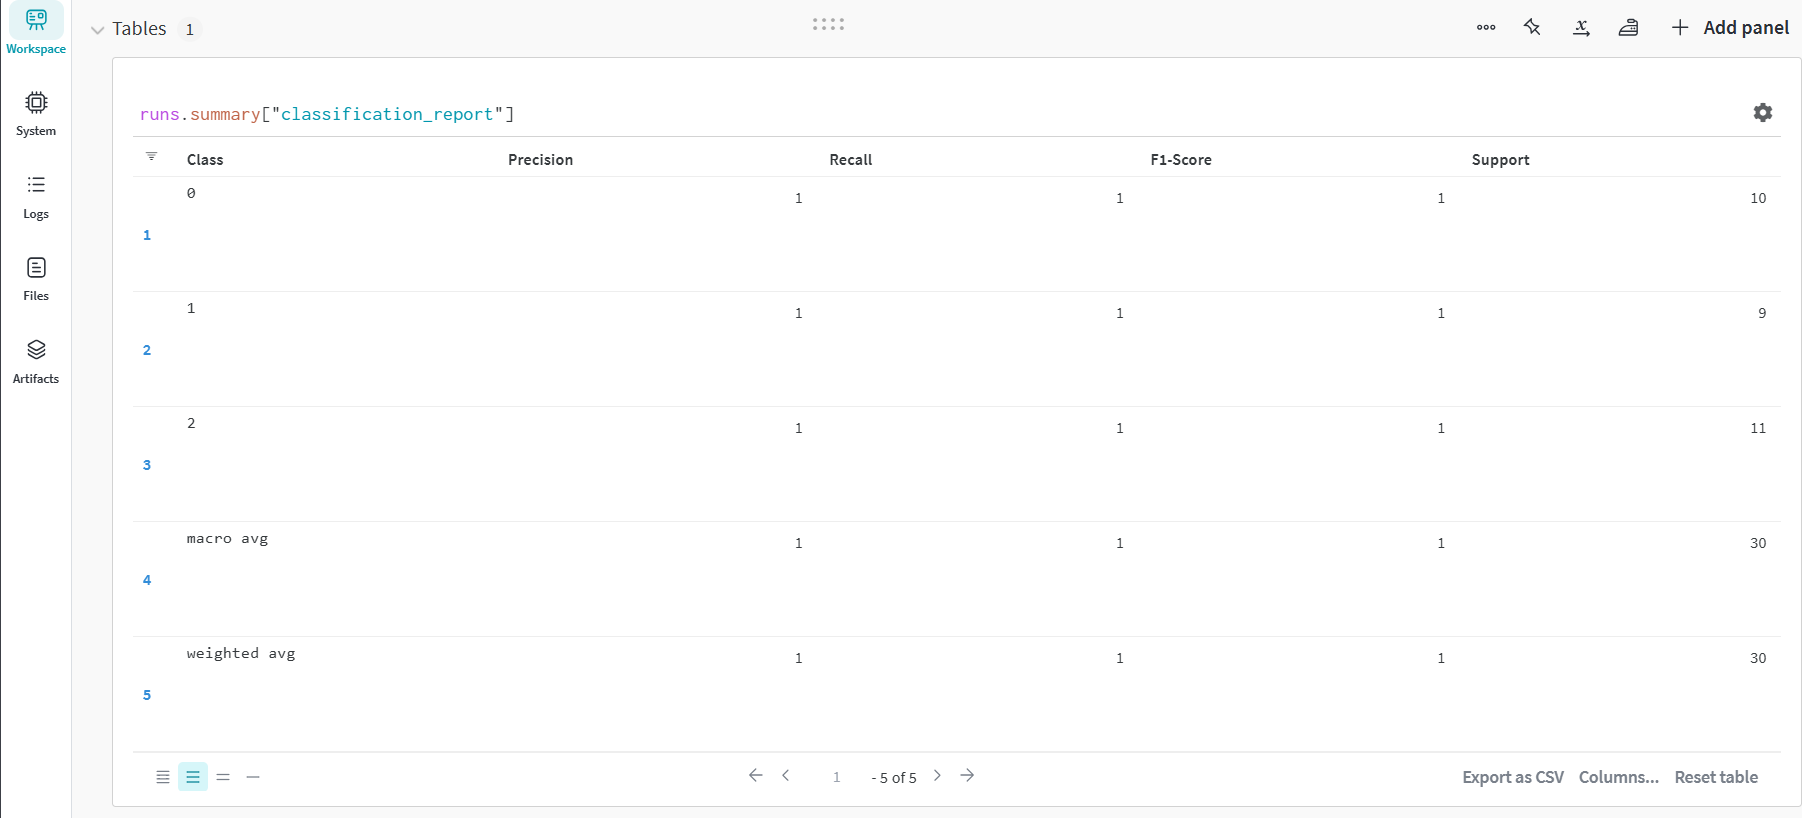 Workspace
System
Logs
Files
Artifacts
Tables 1
Add panel
runs.summary["classification_report"]
Class Precision Recall F1-Score Support
1 0 1 1 1 10
2 1 1 1 1 9
3 2 1 1 1 11
4 macro avg 1 1 1 30
5 weighted avg 1 1 1 30
1 - 5 of 5
Export as CSV Columns... Reset table